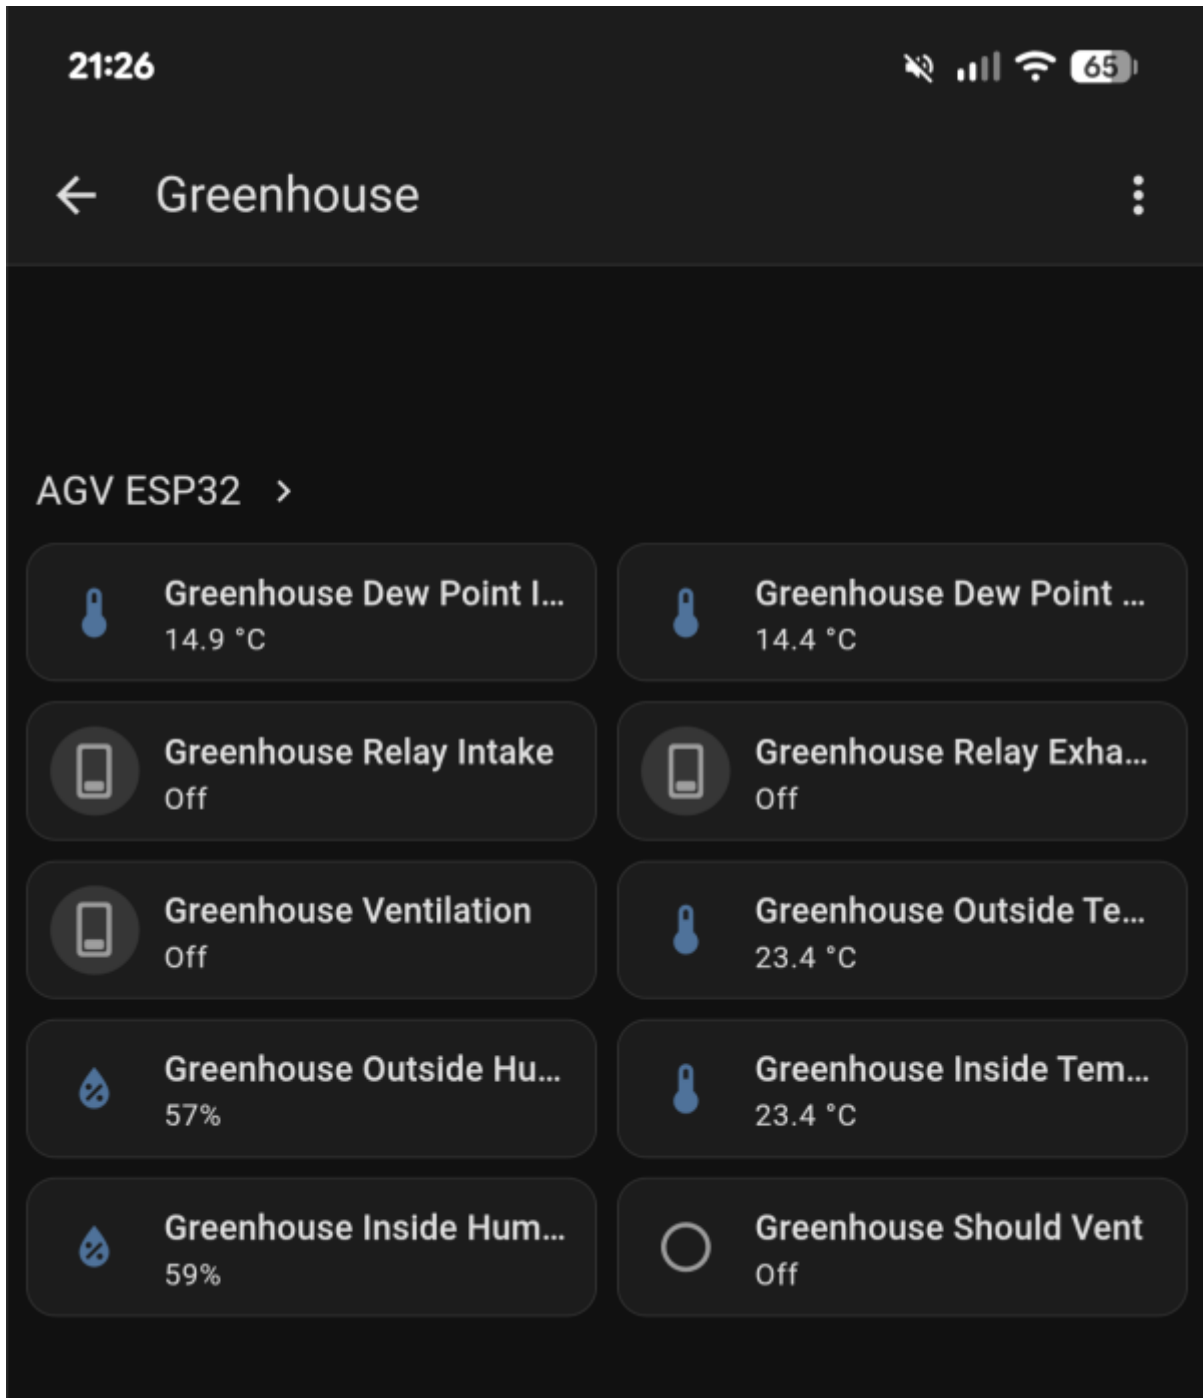 21:26
65
Greenhouse
AGV ESP32
Greenhouse Dew Point I...
14.9 °C
Greenhouse Dew Point ...
14.4 °C
Greenhouse Relay Intake
Off
Greenhouse Relay Exha...
Off
Greenhouse Ventilation
Off
Greenhouse Outside Te...
23.4 °C
Greenhouse Outside Hu...
57%
Greenhouse Inside Tem...
23.4 °C
Greenhouse Inside Hum...
59%
Greenhouse Should Vent
Off